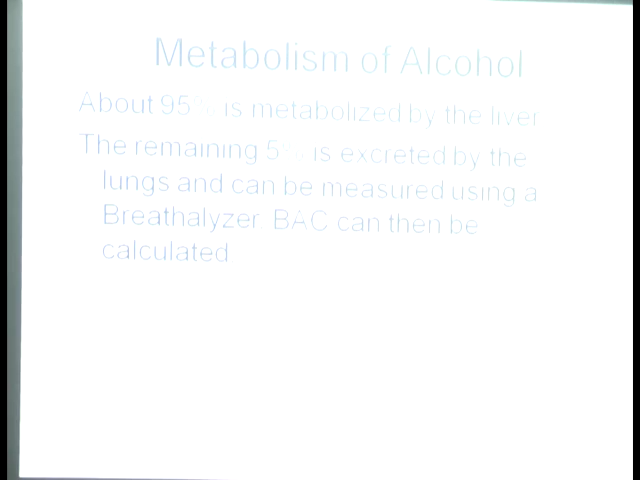 Metabolism of Alcohol
About 95% is metabolized by the liver
The remaining 5% is excreted by the
lungs and can be measured using a
Breathalyzer BAC can then be
calculated